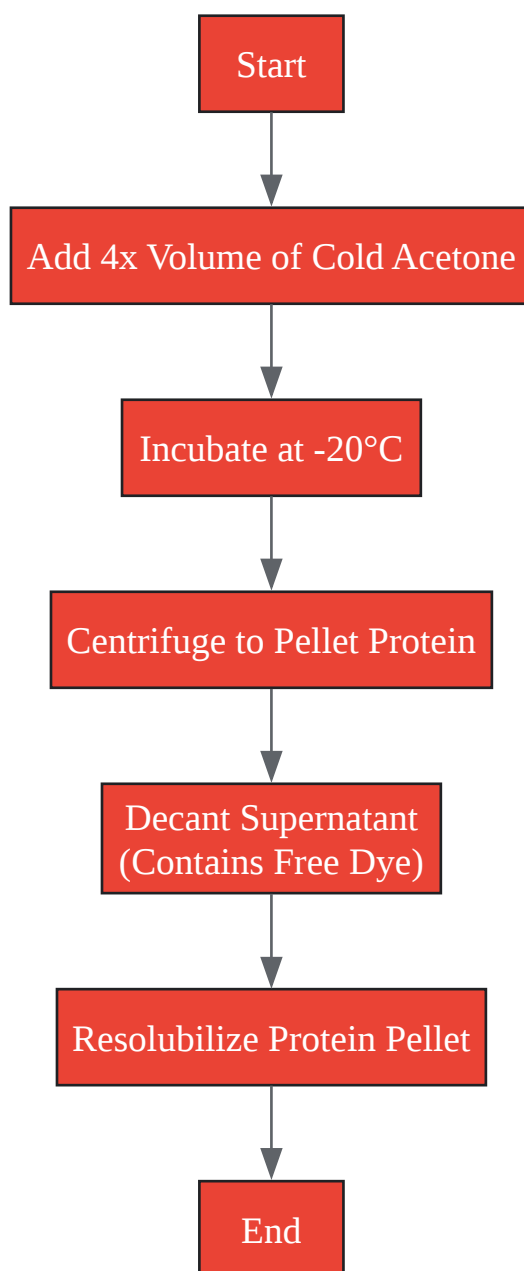 Start
Add 4x Volume of Cold Acetone
Incubate at -20°C
Centrifuge to Pellet Protein
Decant Supernatant
(Contains Free Dye)
Resolubilize Protein Pellet
End